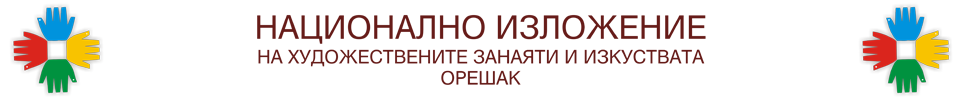 НАЦИОНАЛНО ИЗЛОЖЕНИЕ
НА ХУДОЖЕСТВЕНИТЕ ЗАНАЯТИ И ИЗКУСТВАТА
ОРЕШАК